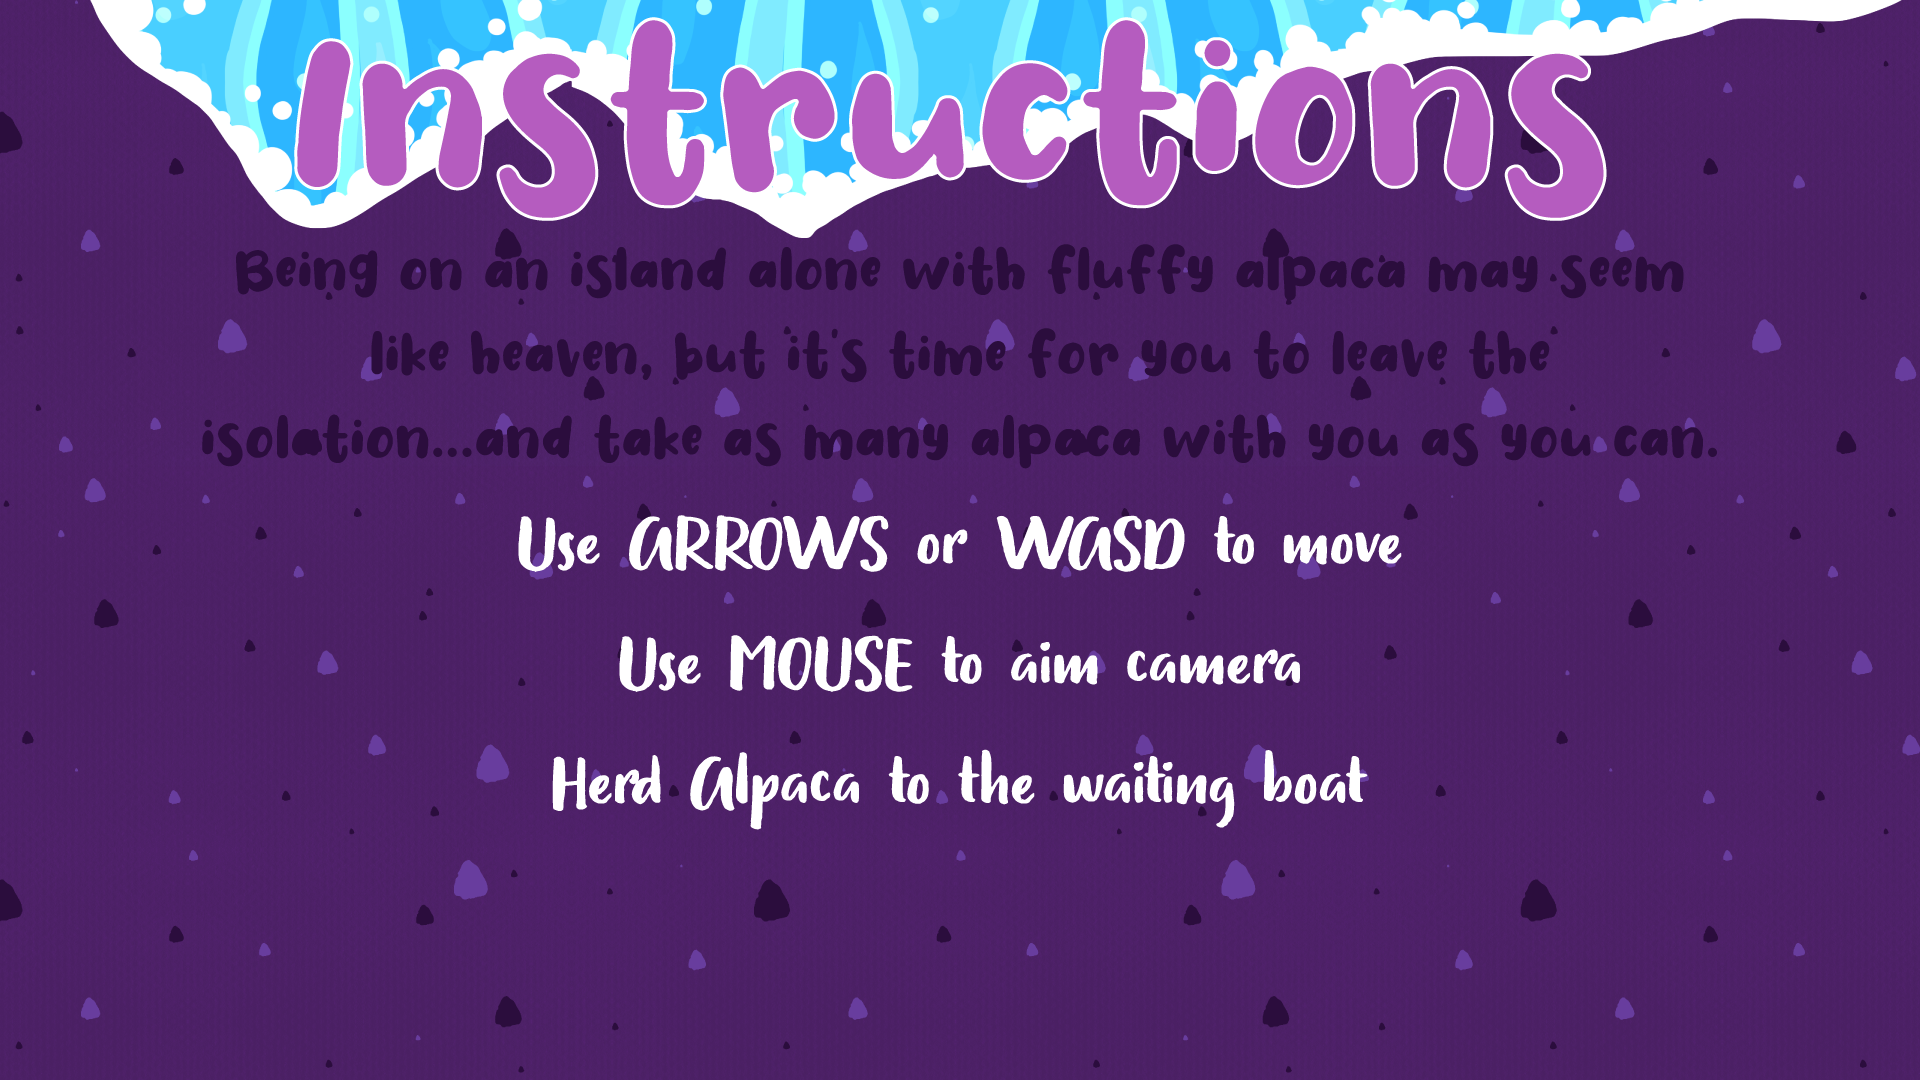 Instructions
Being on an island alone with fluffy alpaca may seem
like heaven, but it's time for you to leave the
isolation...and take as many alpaca with you as you can.
Use ARROWS or WASD to move
Use MOUSE to aim camera
Herd Alpaca to the waiting boat